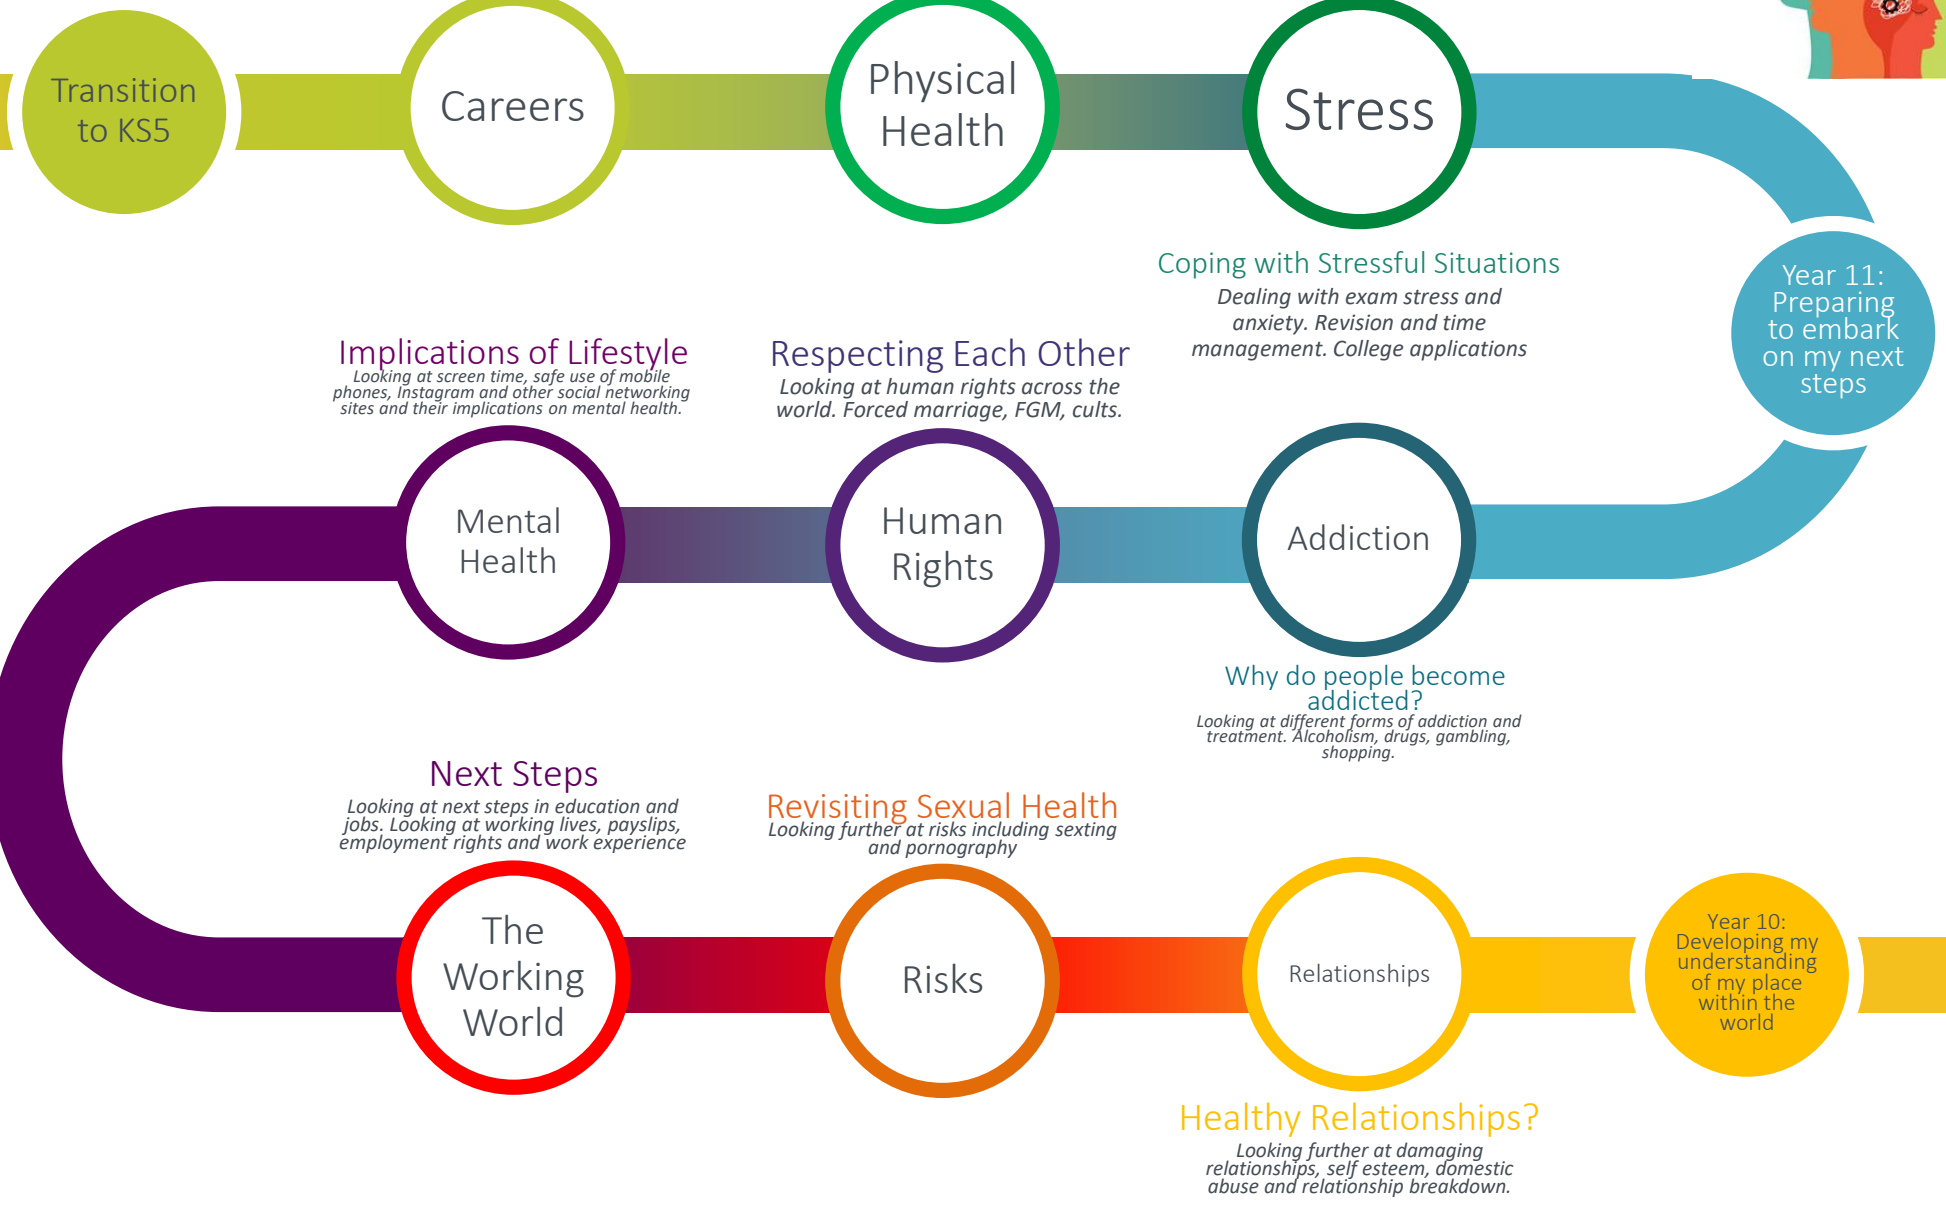 Transition
to KS5
Careers
Physical
Health
Stress
Coping with Stressful Situations
Dealing with exam stress and
anxiety. Revision and time
management. College applications
Year 11:
Preparing
to embark
on my next
steps
Implications of Lifestyle
Looking at screen time, safe use of mobile
phones, Instagram and other social networking
sites and their implications on mental health.
Respecting Each Other
Looking at human rights across the
world. Forced marriage, FGM, cults.
Mental
Health
Human
Rights
Addiction
Why do people become
addicted?
Looking at different forms of addiction and
treatment. Alcoholism, drugs, gambling,
shopping.
Next Steps
Looking at next steps in education and
jobs. Looking at working lives, payslips,
employment rights and work experience
Revisiting Sexual Health
Looking further at risks including sexting
and pornography
The
Working
World
Risks
Relationships
Year 10:
Developing my
understanding
of my place
within the
world
Healthy Relationships?
Looking further at damaging
relationships, self esteem, domestic
abuse and relationship breakdown.